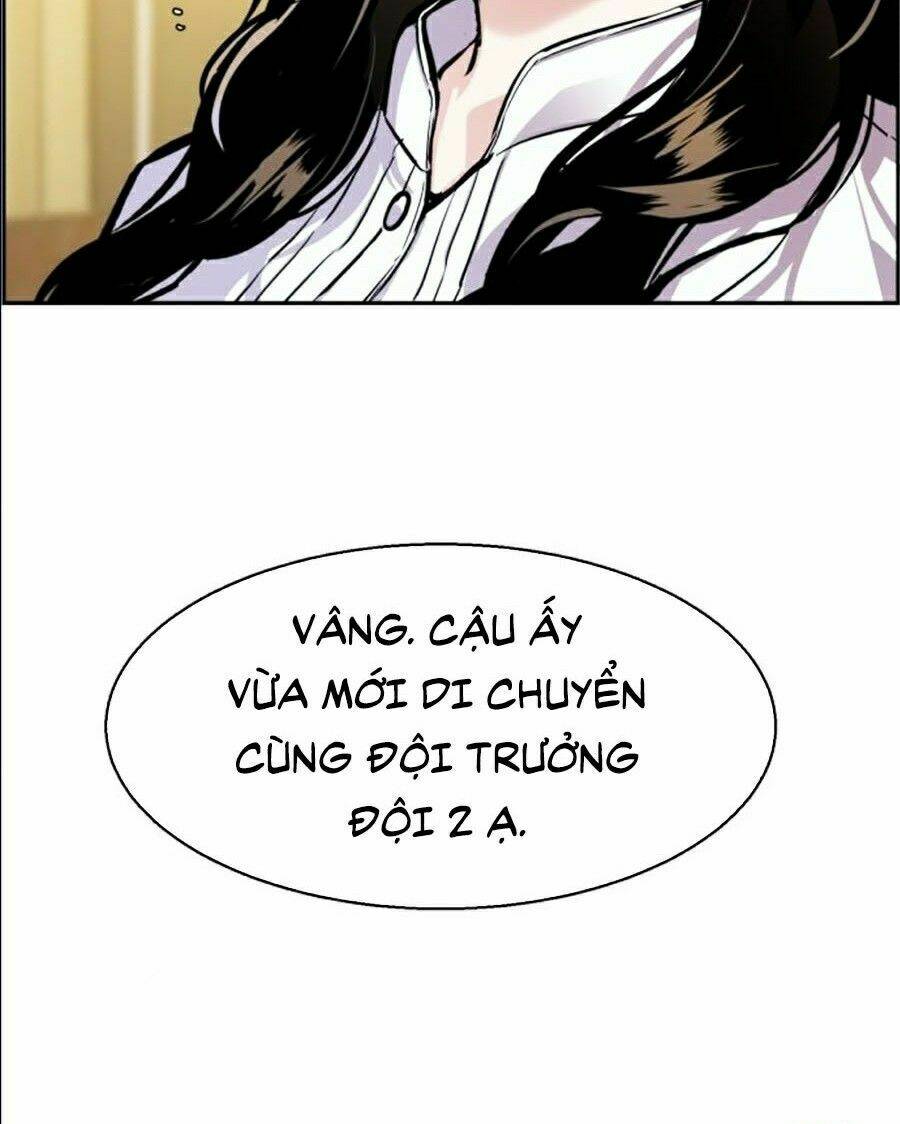 VÂNG. CẬU ẤY
VỪA MỚI DI CHUYỂN
CÙNG ĐỘI TRƯỞNG
ĐỘI 2 Ạ.